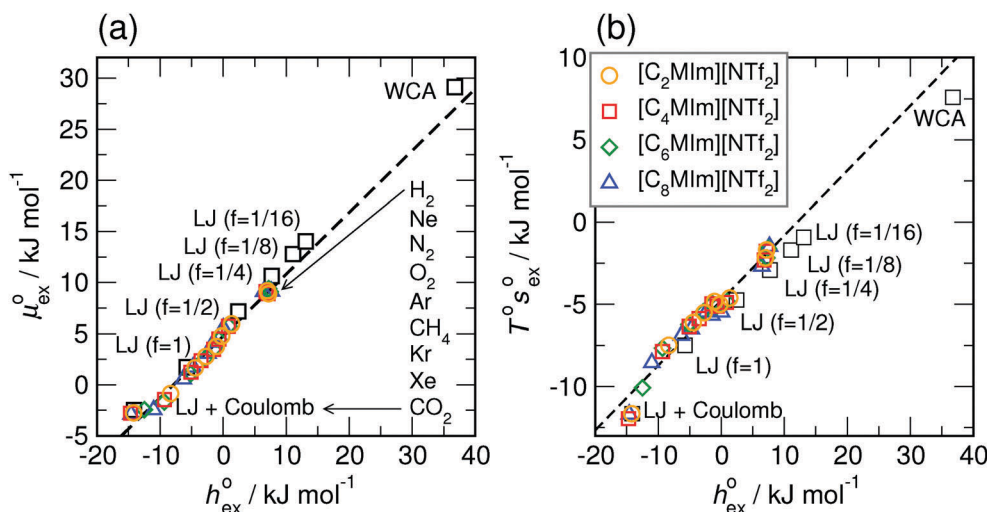 (a)
30
25
20
15
10
5
0
-5
μ°ex / kJ mol⁻¹
WCA
LJ (f=1/16)
LJ (f=1/8)
LJ (f=1/4)
LJ (f=1/2)
LJ (f=1)
LJ + Coulomb
H₂
Ne
N₂
O₂
Ar
CH₄
Kr
Xe
CO₂
-20 -10 0 10 20 30 40
h°ex / kJ mol⁻¹
(b)
10
0
-5
-10
T°s°ex / kJ mol⁻¹
[C₂MIm][NTf₂]
[C₄MIm][NTf₂]
[C₆MIm][NTf₂]
[C₈MIm][NTf₂]
WCA
LJ (f=1/16)
LJ (f=1/8)
LJ (f=1/4)
LJ (f=1/2)
LJ (f=1)
LJ + Coulomb
-20 -10 0 10 20 30 40
h°ex / kJ mol⁻¹